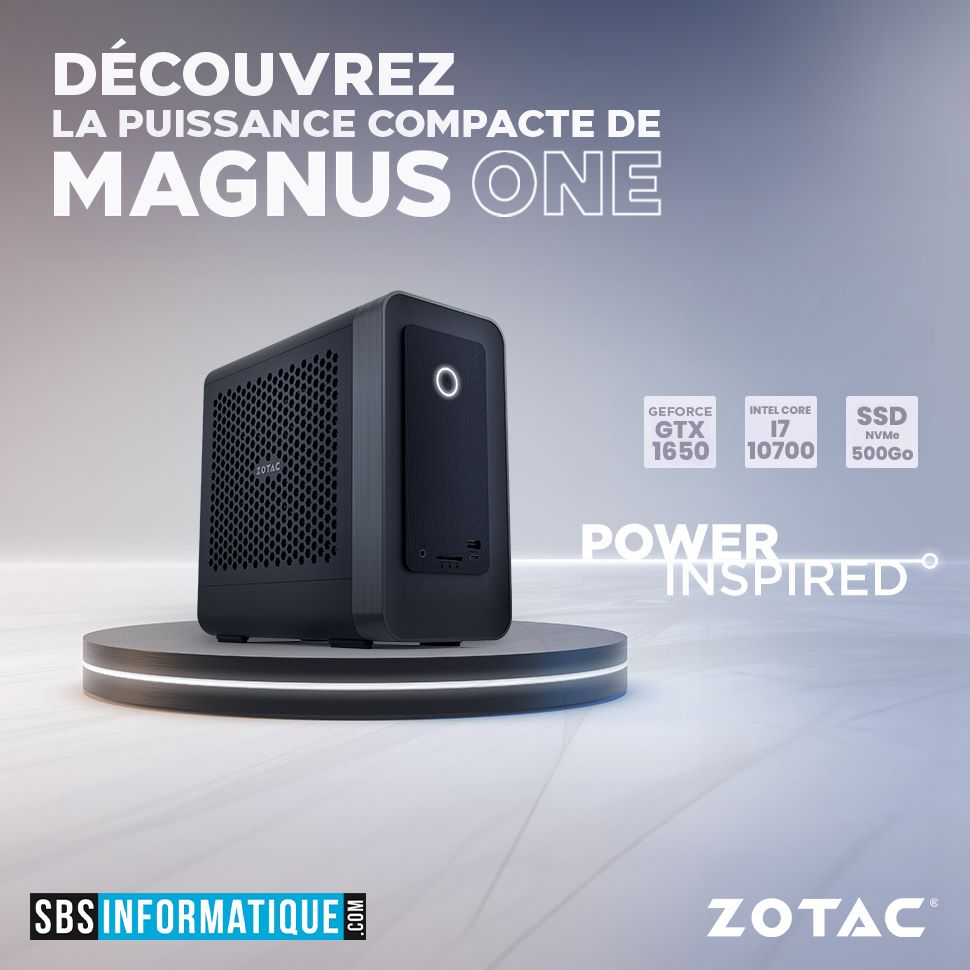 DÉCOUVREZ
LA PUISSANCE COMPACTE DE
MAGNUS ONE
ZOTAC
GEFORCE
GTX
1650
INTEL CORE
I7
10700
SSD
NVMe
500Go
POWER
INSPIRED
SBSINFORMATIQUE.COM
ZOTAC®